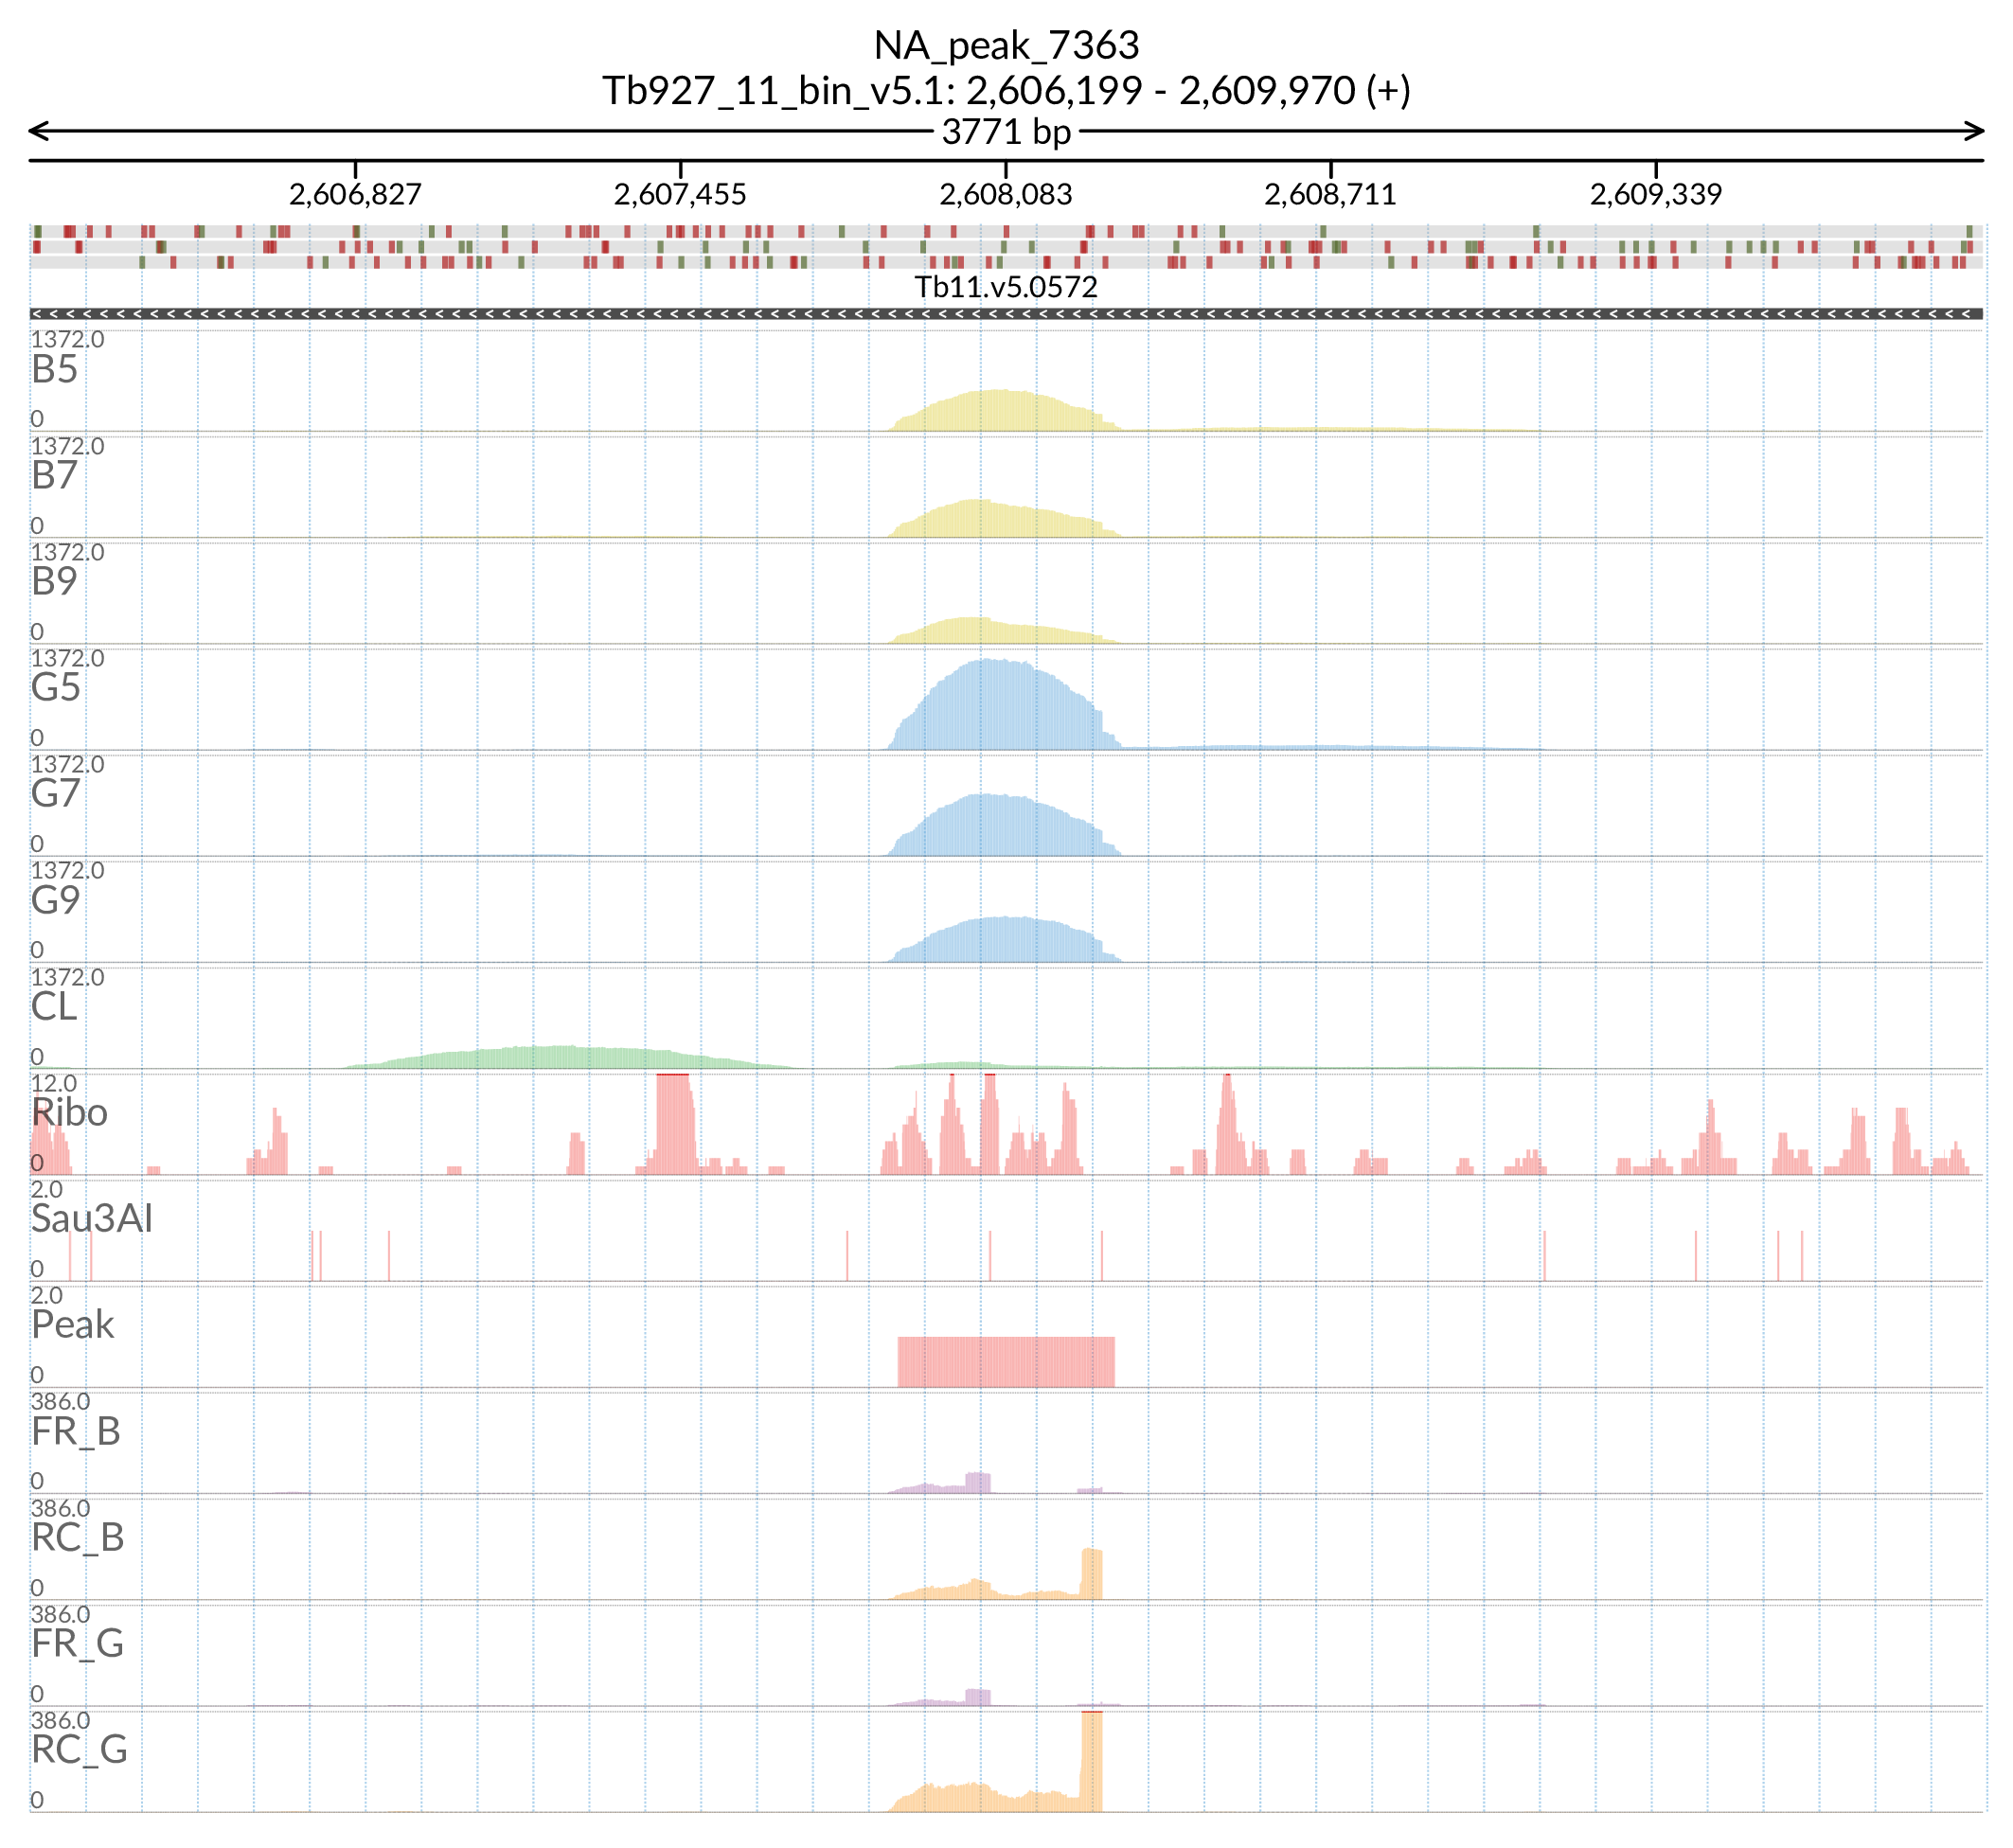 NA_peak_7363
Tb927_11_bin_v5.1: 2,606,199 - 2,609,970 (+)
3771 bp
2,606,827 2,607,455 2,608,083 2,608,711 2,609,339
Tb11.v5.0572
1372.0
B5
0
1372.0
B7
0
1372.0
B9
0
1372.0
G5
0
1372.0
G7
0
1372.0
G9
0
1372.0
CL
0
12.0
Ribo
0
2.0
Sau3AI
0
2.0
Peak
0
386.0
FR_B
0
386.0
RC_B
0
386.0
FR_G
0
386.0
RC_G
0